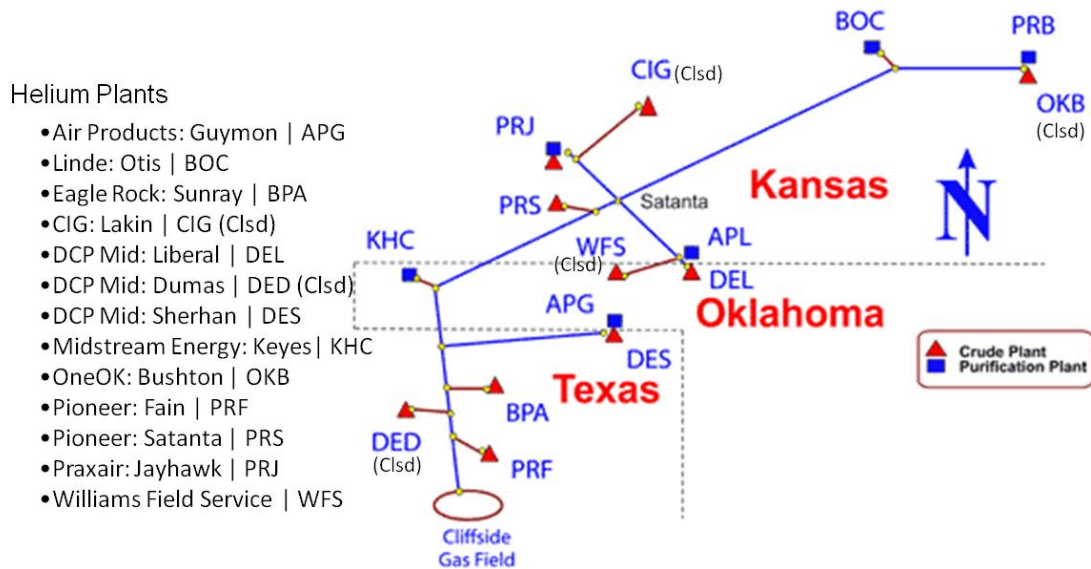 Helium Plants
•Air Products: Guymon | APG
•Linde: Otis | BOC
•Eagle Rock: Sunray | BPA
•CIG: Lakin | CIG (Clsd)
•DCP Mid: Liberal | DEL
•DCP Mid: Dumas | DED (Clsd)
•DCP Mid: Sherhan | DES
•Midstream Energy: Keyes| KHC
•OneOK: Bushton | OKB
•Pioneer: Fain | PRF
•Pioneer: Satanta | PRS
•Praxair: Jayhawk | PRJ
•Williams Field Service | WFS
BOC
PRB
CIG (Clsd)
OKB
(Clsd)
PRJ
Kansas
N
PRS
Satanta
KHC
WFS
(Clsd)
APL
DEL
APG
Oklahoma
DES
Texas
Crude Plant
Purification Plant
BPA
DED
(Clsd)
PRF
Cliffside
Gas Field